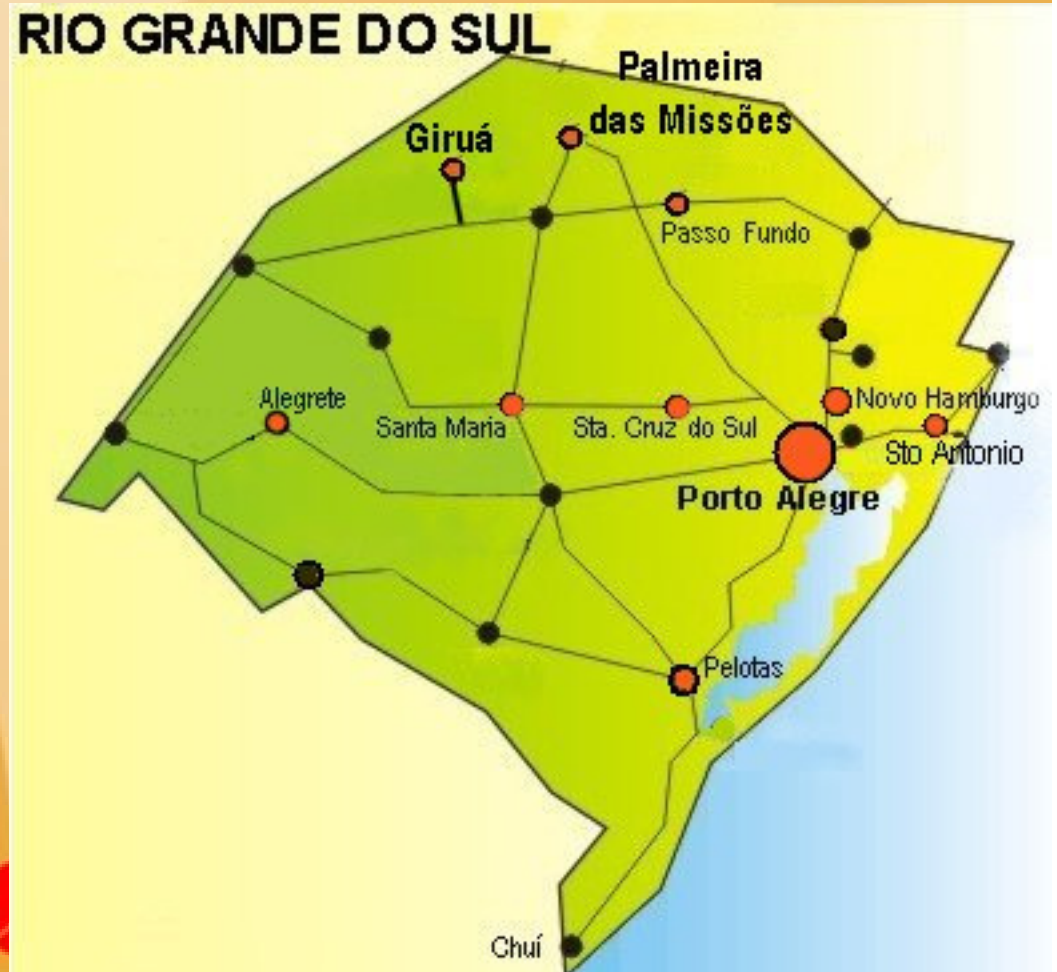 RIO GRANDE DO SUL
Palmeira
das Missões
Giruá
Passo Fundo
Alegrete
Santa Maria
Sta. Cruz do Sul
Novo Hamburgo
Sto Antonio
Porto Alegre
Pelotas
Chuí